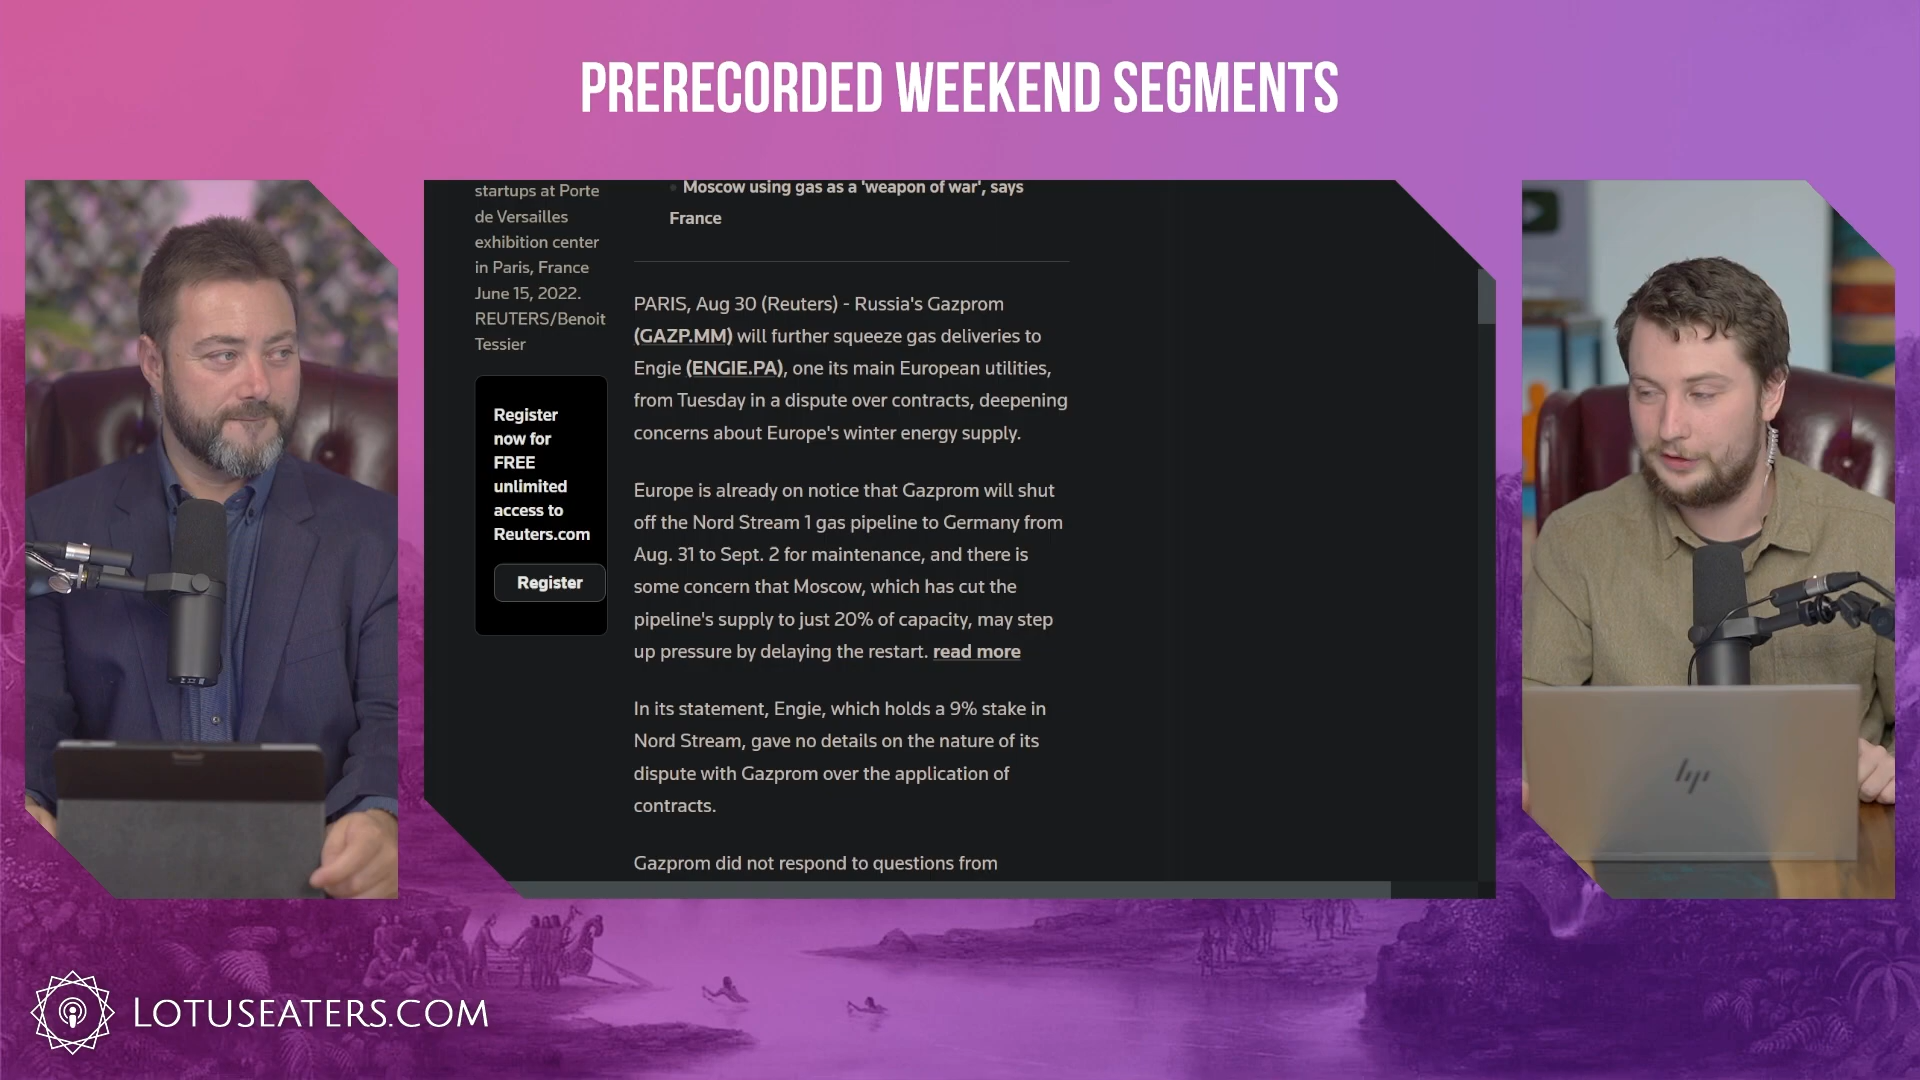 PRERECORDED WEEKEND SEGMENTS
startups at Porte
de Versailles
exhibition center
in Paris, France
June 15, 2022.
REUTERS/Benoit
Tessier
Register
now for
FREE
unlimited
access to
Reuters.com
Register
Moscow using gas as a 'weapon of war', says
France
PARIS, Aug 30 (Reuters) - Russia's Gazprom
(GAZP.MM) will further squeeze gas deliveries to
Engie (ENGIE.PA), one its main European utilities,
from Tuesday in a dispute over contracts, deepening
concerns about Europe's winter energy supply.
Europe is already on notice that Gazprom will shut
off the Nord Stream 1 gas pipeline to Germany from
Aug. 31 to Sept. 2 for maintenance, and there is
some concern that Moscow, which has cut the
pipeline's supply to just 20% of capacity, may step
up pressure by delaying the restart. read more
In its statement, Engie, which holds a 9% stake in
Nord Stream, gave no details on the nature of its
dispute with Gazprom over the application of
contracts.
Gazprom did not respond to questions from
hp
LOTUSEATERS.COM